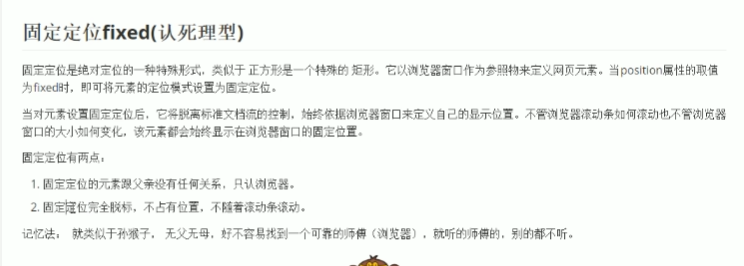 固定定位fixed(认死理型)
固定定位是绝对定位的一种特殊形式，类似于 正方形是一个特殊的 矩形。它以浏览器窗口作为参照物来定义网页元素。当position属性的取值
为fixed时，即可将元素的定位模式设置为固定定位。
当对元素设置固定定位后，它将脱离标准文档流的控制，始终依据浏览器窗口来定义自己的显示位置。不管浏览器滚动条如何滚动也不管浏览器
窗口的大小如何变化，该元素都会始终显示在浏览器窗口的固定位置。
固定定位有两点：
1. 固定定位的元素跟父亲没有任何关系，只认浏览器。
2. 固定定位完全脱标，不占有位置，不随着滚动条滚动。
记忆法： 就类似于孙猴子， 无父无母，好不容易找到一个可靠的师傅（浏览器），就听的师傅的，别的都不听。